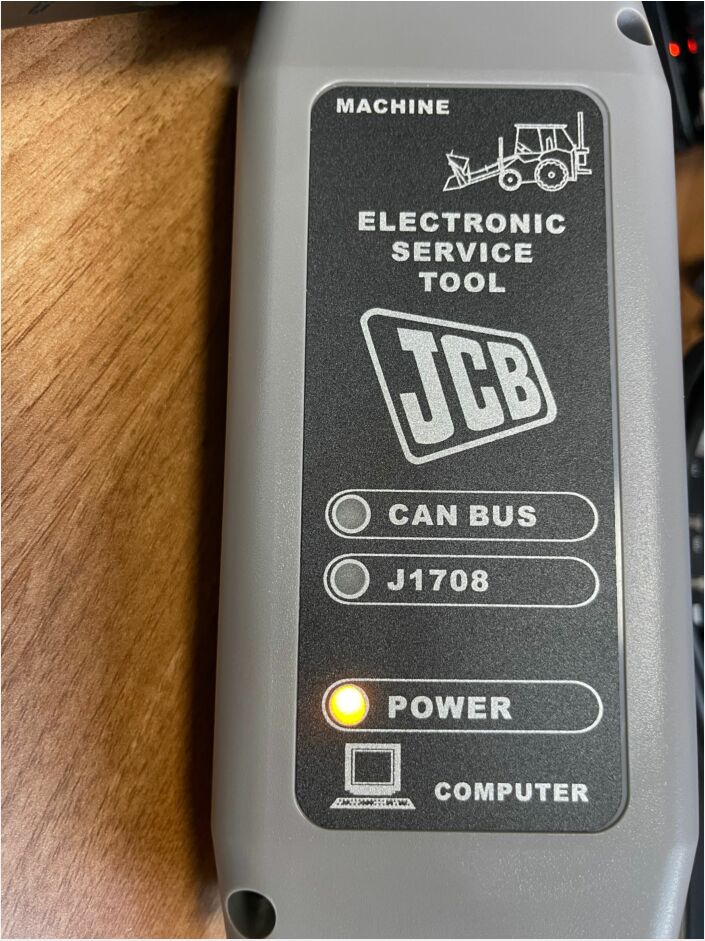 MACHINE
ELECTRONIC
SERVICE
TOOL
JCB
CAN BUS
J1708
POWER
COMPUTER